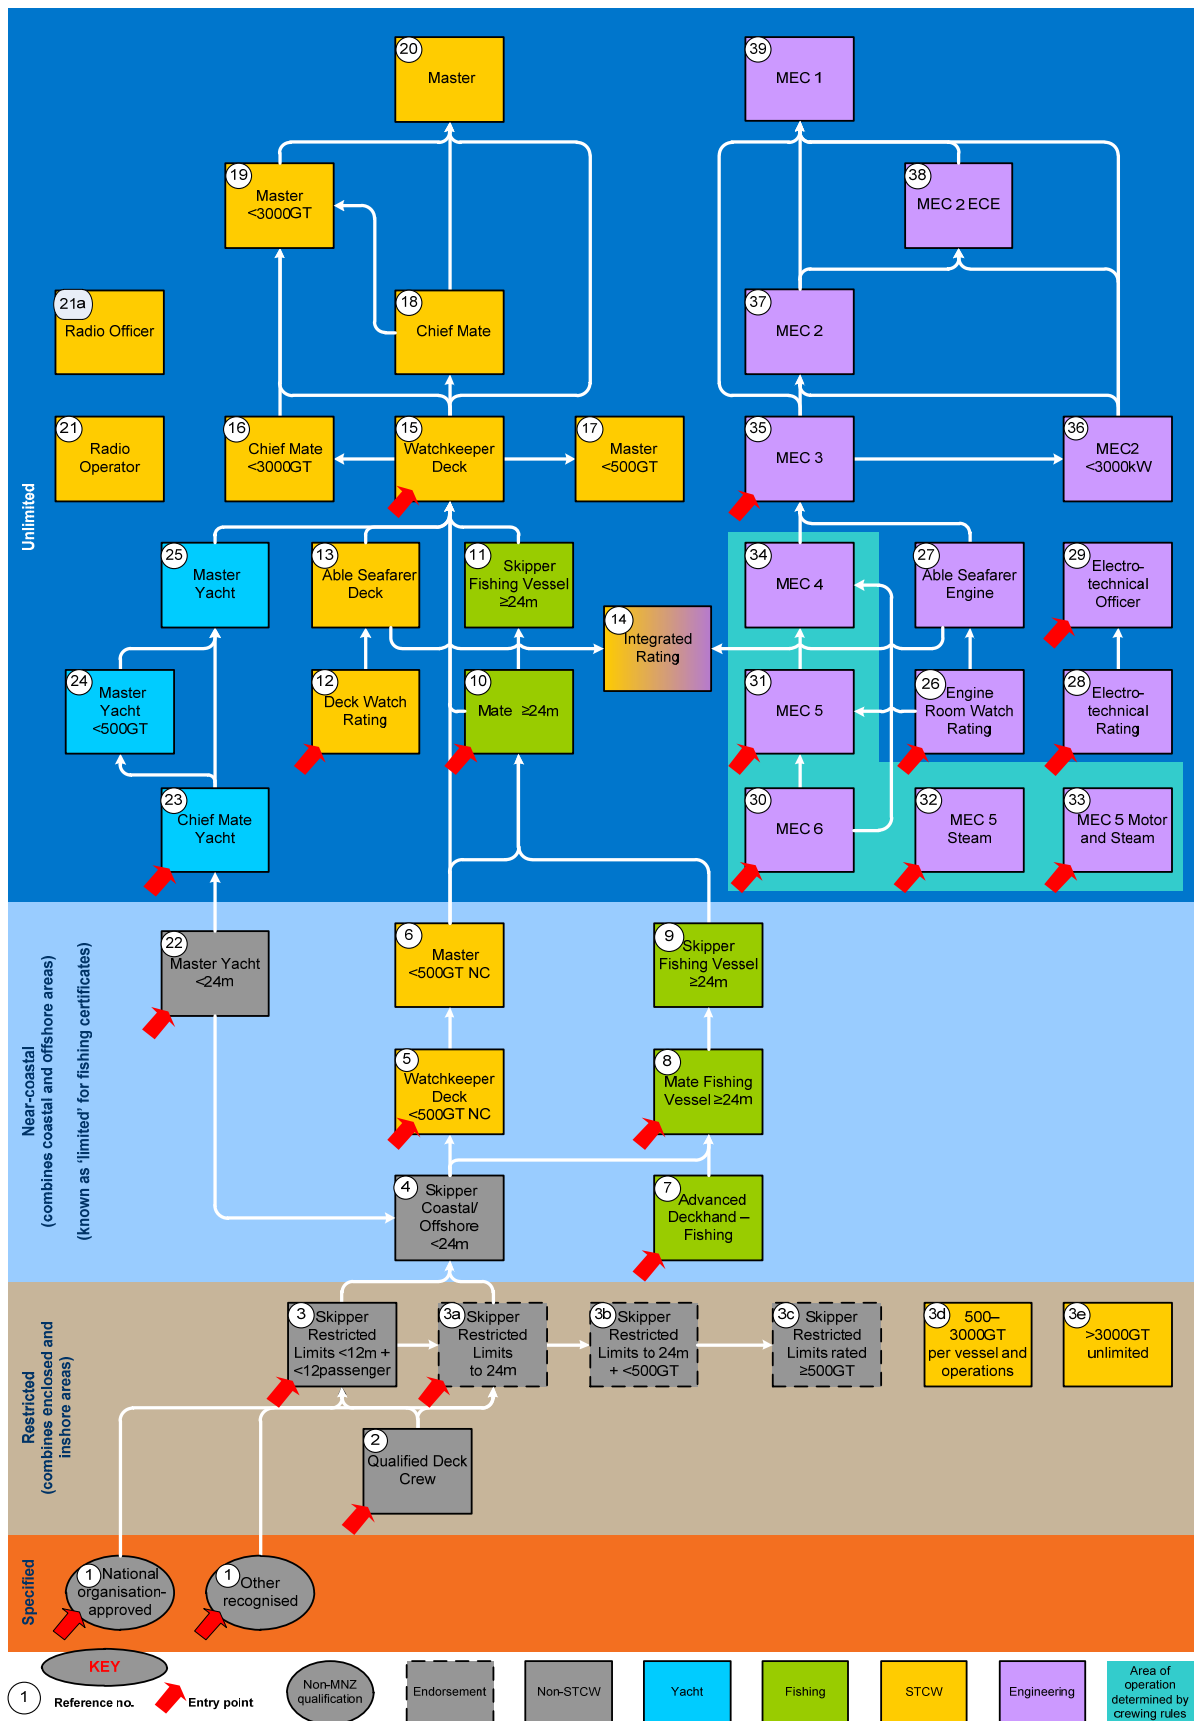 20
Master
39
MEC 1
19
Master
<3000GT
38
MEC 2 ECE
21a
Radio Officer
18
Chief Mate
37
MEC 2
21
Radio
Operator
16
Chief Mate
<3000GT
15
Watchkeeper
Deck
17
Master
<500GT
35
MEC 3
36
MEC2
<3000kW
Unlimited
25
Master
Yacht
13
Able Seafarer
Deck
11
Skipper
Fishing Vessel
≥24m
14
Integrated
Rating
34
MEC 4
27
Able Seafarer
Engine
29
Electro-
technical
Officer
24
Master
Yacht
<500GT
12
Deck Watch
Rating
10
Mate ≥24m
31
MEC 5
26
Engine
Room Watch
Rating
28
Electro-
technical
Rating
23
Chief Mate
Yacht
30
MEC 6
32
MEC 5
Steam
33
MEC 5 Motor
and Steam
Near-coastal
(combines coastal and offshore areas)
(known as ‘limited’ for fishing certificates)
22
Master Yacht
<24m
6
Master
<500GT NC
9
Skipper
Fishing Vessel
≥24m
5
Watchkeeper
Deck
<500GT NC
8
Mate Fishing
Vessel ≥24m
4
Skipper
Coastal/
Offshore
<24m
7
Advanced
Deckhand –
Fishing
Restricted
(combines enclosed and
inshore areas)
3
Skipper
Restricted
Limits <12m +
<12passenger
3a
Skipper
Restricted
Limits
to 24m
3b
Skipper
Restricted
Limits to 24m
+ <500GT
3c
Skipper
Restricted
Limits rated
≥500GT
3d
500–
3000GT
per vessel and
operations
3e
>3000GT
unlimited
2
Qualified Deck
Crew
Specified
1
National
organisation-
approved
1
Other
recognised
KEY
1
Reference no.
Entry point
Non-MNZ
qualification
Endorsement
Non-STCW
Yacht
Fishing
STCW
Engineering
Area of
operation
determined by
crewing rules